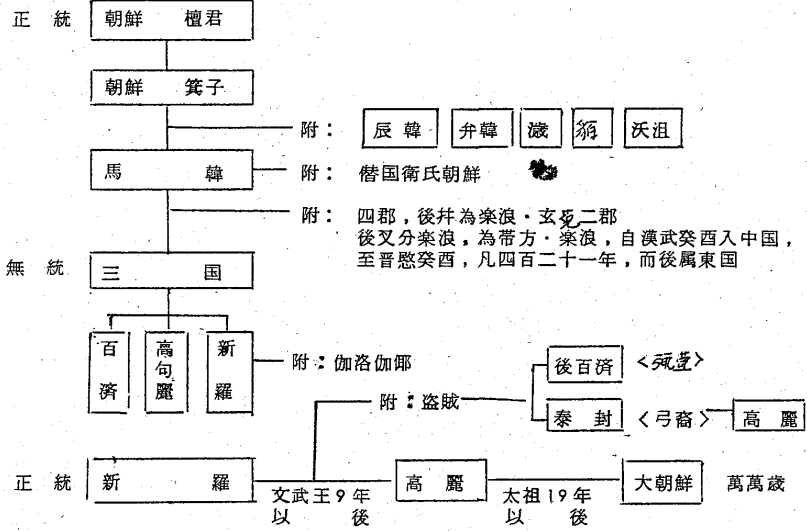 正統 朝鮮 檀君
朝鮮 箕子
附： 辰韓 弁韓 濊 貊 沃沮
馬韓 附： 僭国衛氏朝鮮
附： 四郡，後幷為楽浪・玄菟二郡
後又分楽浪，為帯方・楽浪，自漢武癸酉入中国，
至晋愍癸酉，凡四百二十一年，而後属東国
無統 三国
百済 高句麗 新羅 附：伽洛伽倻
附：盗賊 後百済 〈甄萱〉
泰封 〈弓裔〉 高麗
正統 新羅 文武王9年以後 高麗 太祖19年以後 大朝鮮 萬萬歳